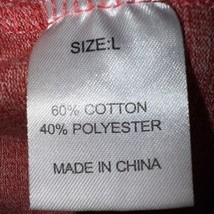 SIZE:L
60% COTTON
40% POLYESTER
MADE IN CHINA